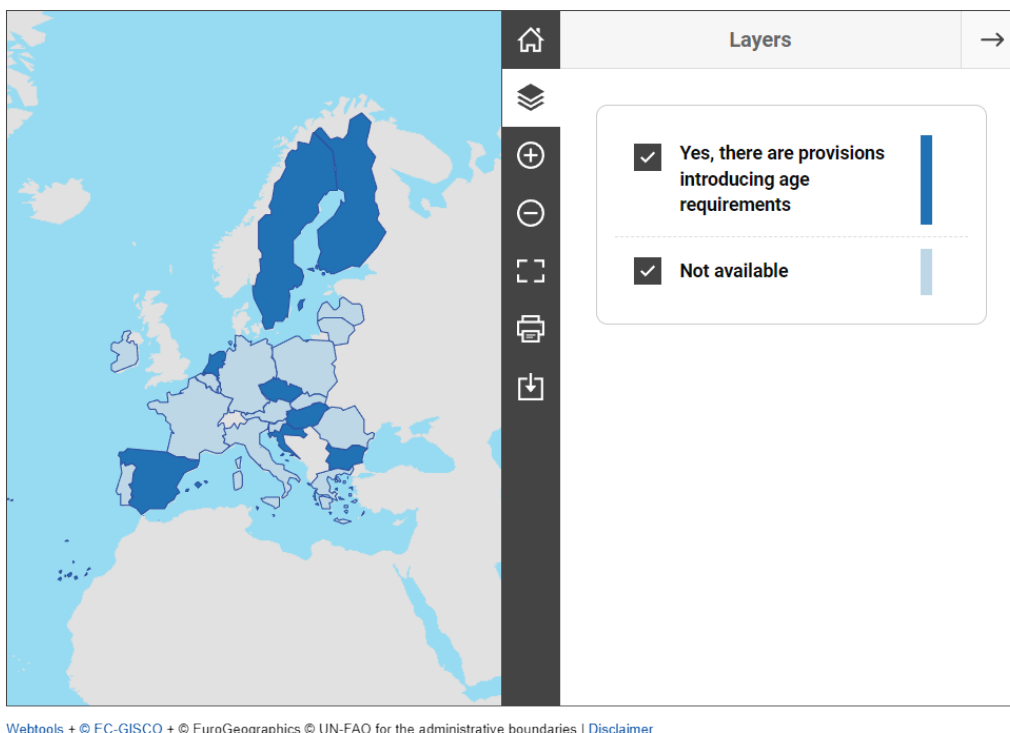 Layers
Yes, there are provisions
introducing age
requirements
Not available
Webtools + © EC-GISCO + © EuroGeographics © UN-FAO for the administrative boundaries | Disclaimer